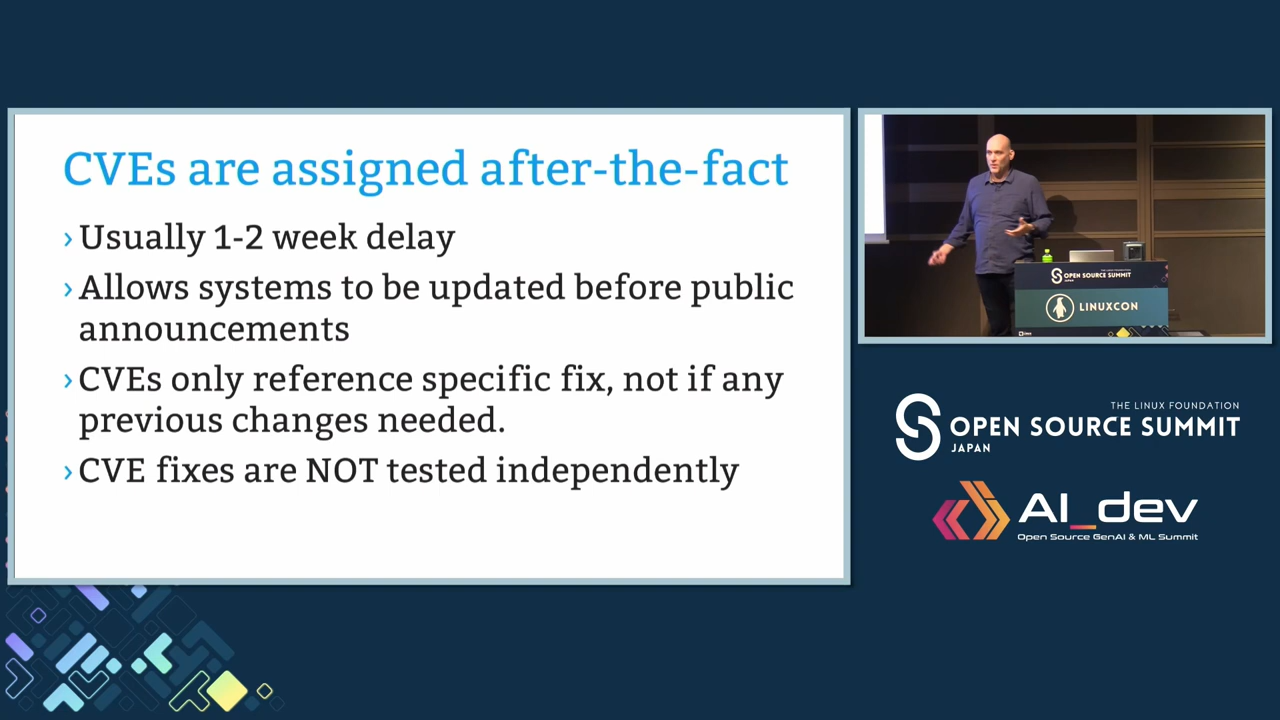 CVEs are assigned after-the-fact
› Usually 1-2 week delay
› Allows systems to be updated before public
announcements
› CVEs only reference specific fix, not if any
previous changes needed.
› CVE fixes are NOT tested independently
OPEN SOURCE SUMMIT
JAPAN
LINUXCON
THE LINUX FOUNDATION
OPEN SOURCE SUMMIT
JAPAN
AI_dev
Open Source GenAI & ML Summit